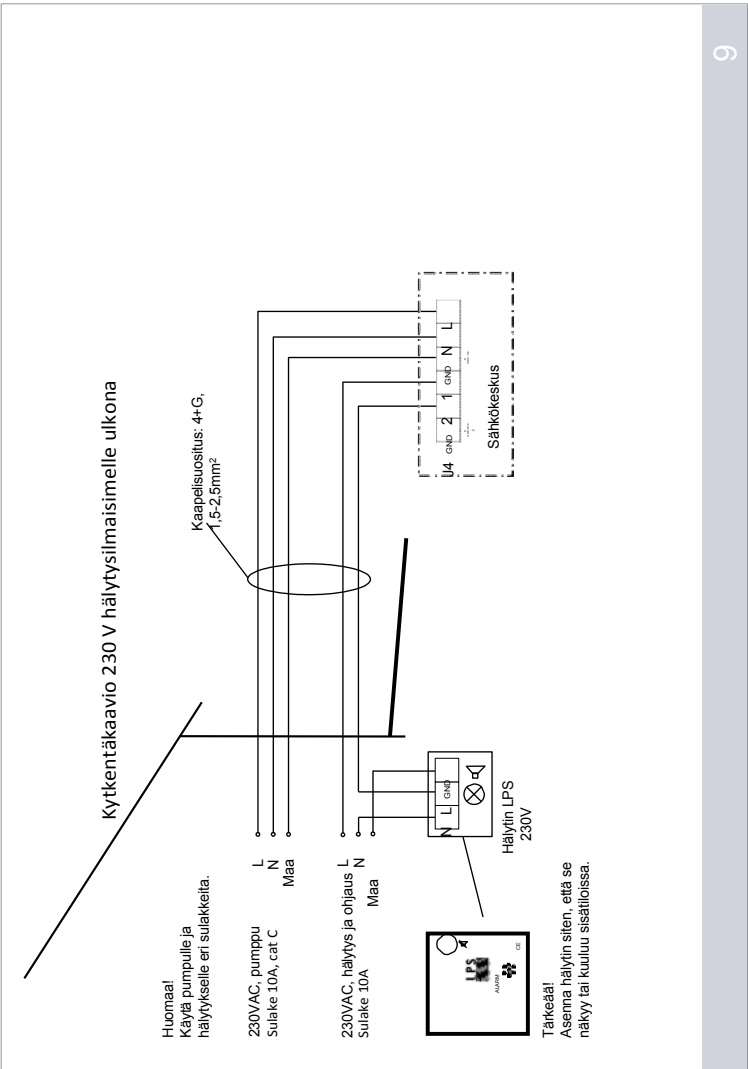 Kytkentäkaavio 230 V hälytysilmaisimelle ulkona
Huomaa!
Käytä pumpulle ja
hälytykselle eri sulakkeita.
230VAC, pumppu
Sulake 10A, cat C
L
N
Maa
230VAC, hälytys ja ohjaus
Sulake 10A
L
N
Maa
Kaapelisuositus: 4+G,
1,5-2,5mm²
N L GND
Hälytin LPS
230V
LPS
ALARM
CE
J4 GND 2 1 GND N L
Sähkökeskus
Tärkeää!
Asenna hälytin siten, että se
näkyy tai kuuluu sisätiloissa.
9